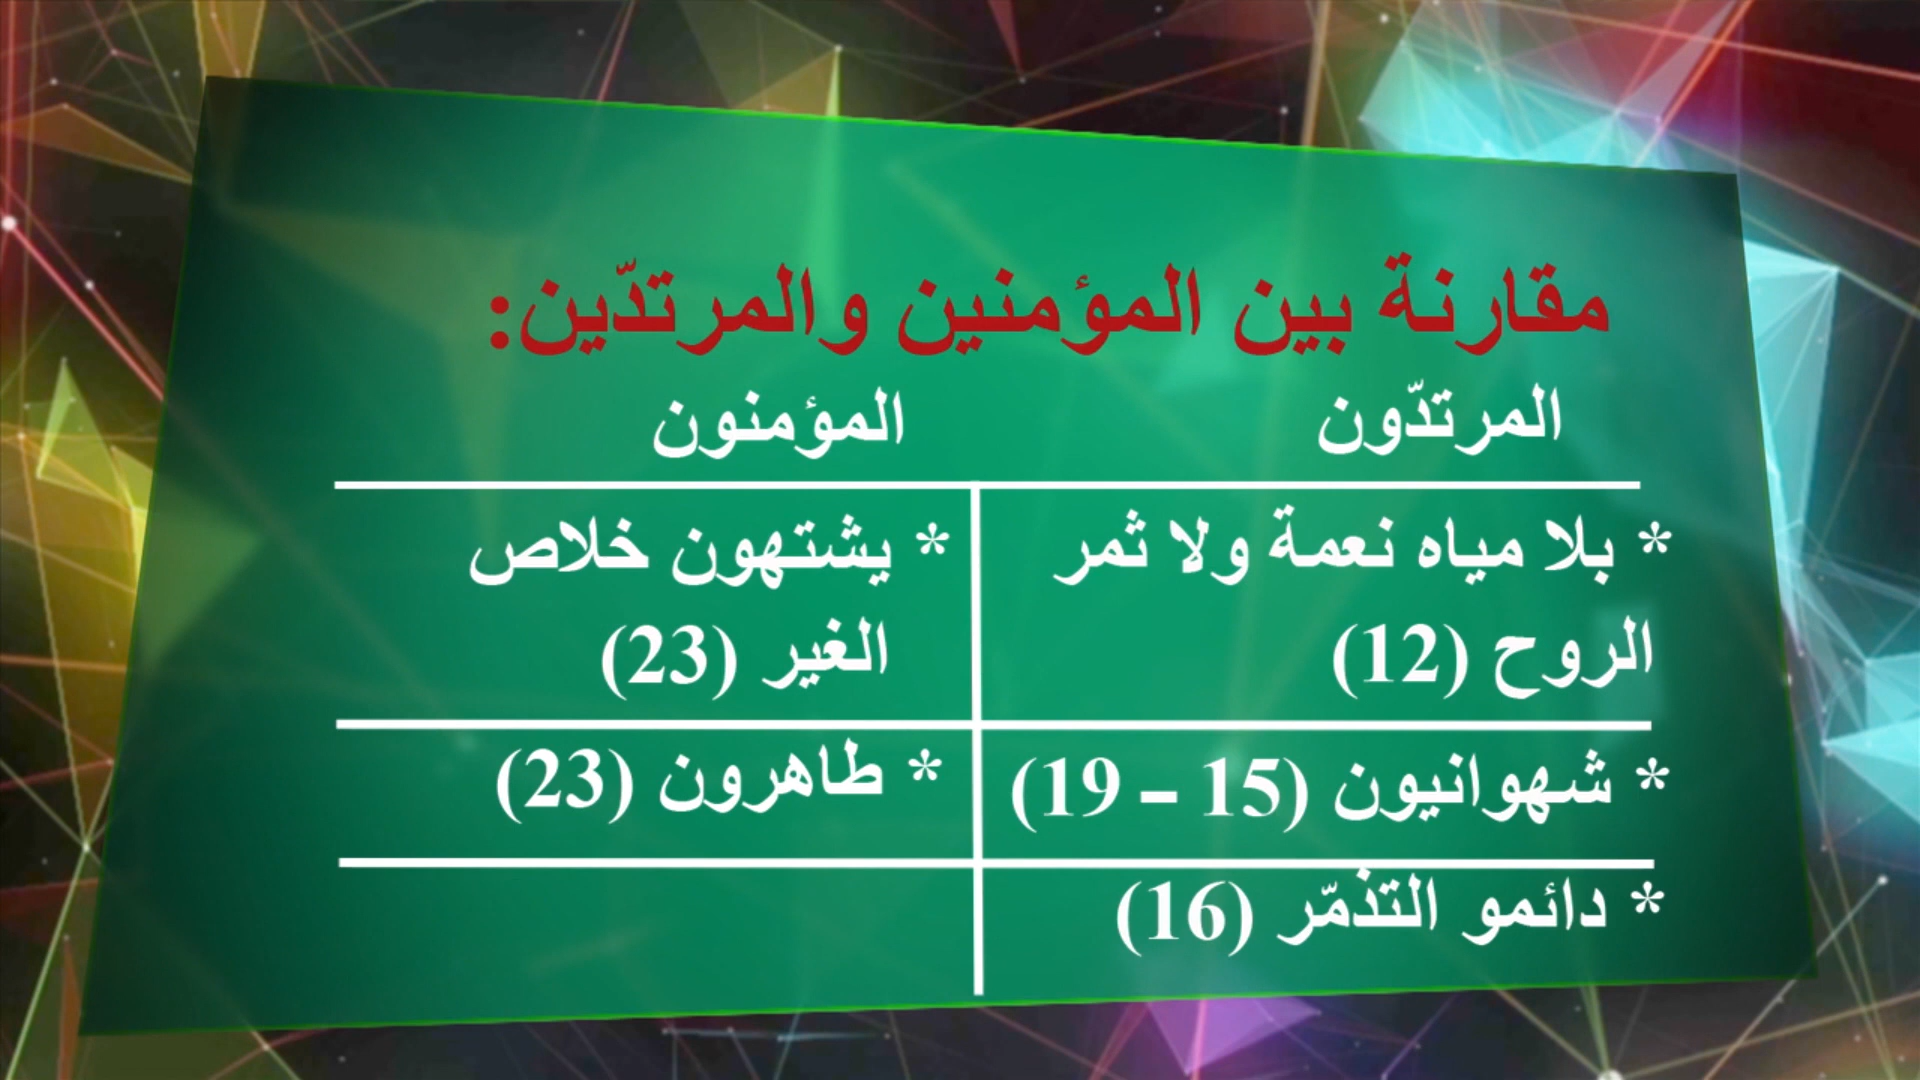 مقارنة بين المؤمنين والمرتدّين:
المرتدّون
المؤمنون
* بلا مياه نعمة ولا ثمر
الروح (12)
* يشتهون خلاص
الغير (23)
* شهوانيون (15 – 19)
* طاهرون (23)
* دائمو التذمّر (16)